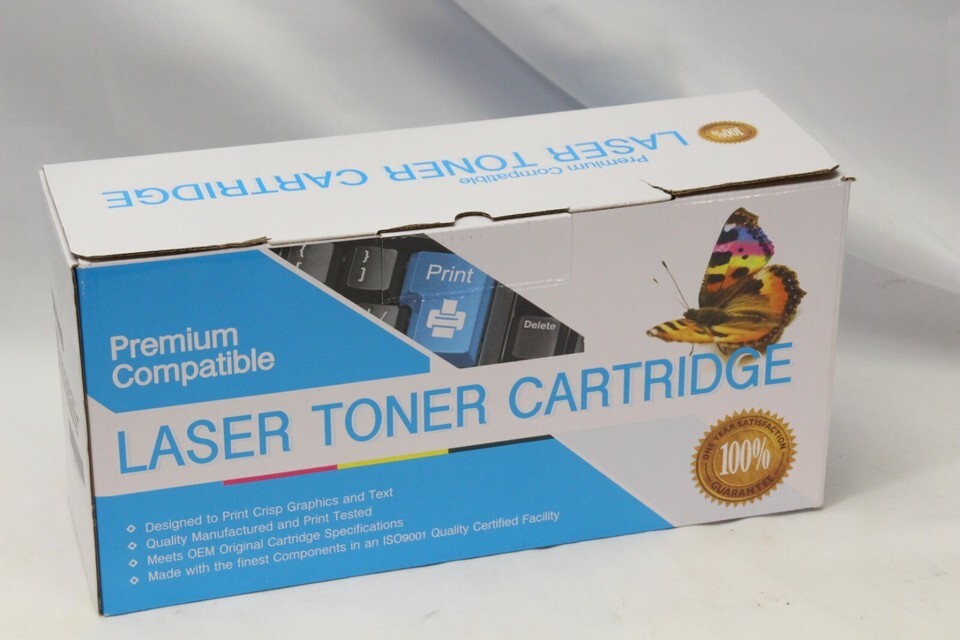 100%
LASER TONER CARTRIDGE
Premium Compatible
{
[
}
]
Print
Delete
Premium
Compatible
LASER TONER CARTRIDGE
ONE YEAR SATISFACTION
100%
GUARANTEE
Designed to Print Crisp Graphics and Text
Quality Manufactured and Print Tested
Meets OEM Original Cartridge Specifications
Made with the finest Components in an ISO9001 Quality Certified Facility